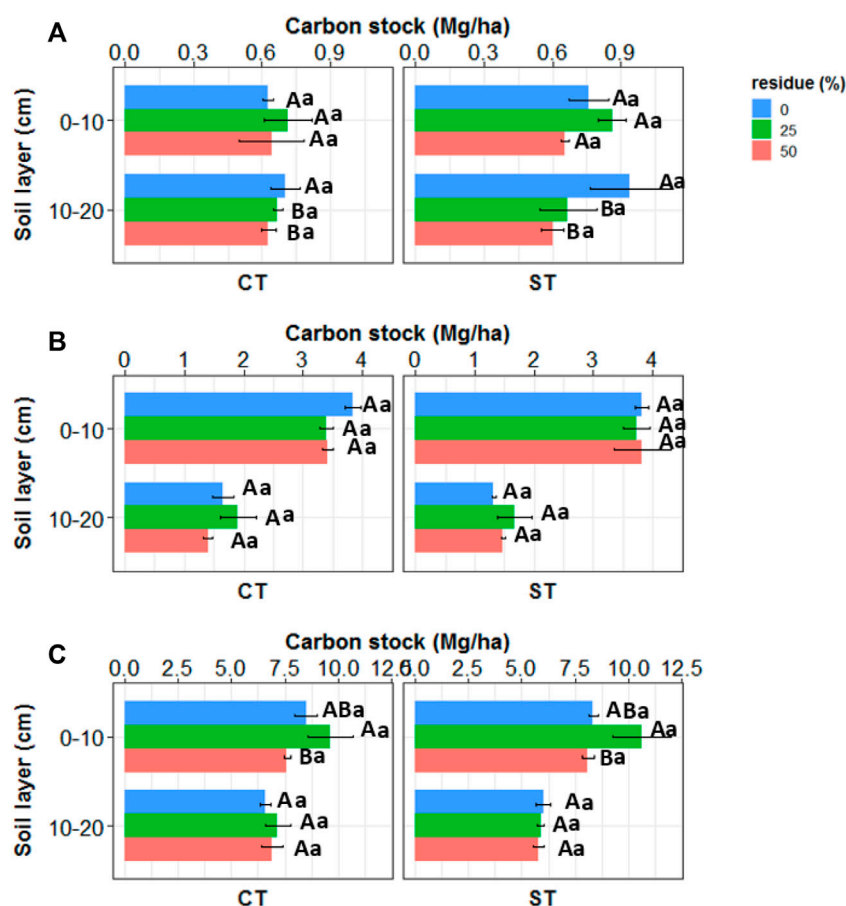 A
Carbon stock (Mg/ha)
0.0 0.3 0.6 0.9 0.0 0.3 0.6 0.9
Soil layer (cm)
0-10
10-20
Aa
Aa
Aa
Aa
Ba
Ba
Aa
Aa
Aa
Aa
Ba
Ba
CT ST
residue (%)
0
25
50
B
Carbon stock (Mg/ha)
0 1 2 3 4 0 1 2 3 4
Soil layer (cm)
0-10
10-20
Aa
Aa
Aa
Aa
Aa
Aa
Aa
Aa
Aa
Aa
Aa
Aa
CT ST
C
Carbon stock (Mg/ha)
0.0 2.5 5.0 7.5 10.0 12.5 0.0 2.5 5.0 7.5 10.0 12.5
Soil layer (cm)
0-10
10-20
ABa
Aa
Ba
Aa
Aa
Aa
ABa
Aa
Ba
Aa
Aa
Aa
CT ST